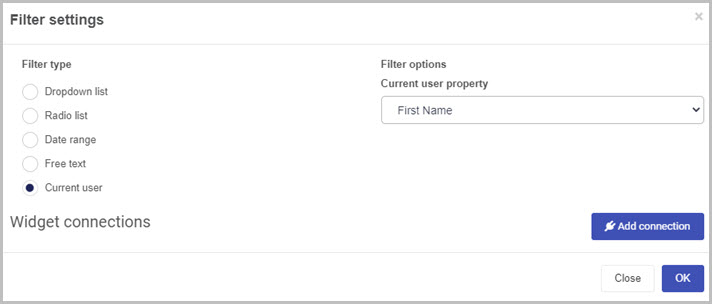 Filter settings
×
Filter type
Dropdown list
Radio list
Date range
Free text
Current user
Filter options
Current user property
First Name
Widget connections
Add connection
Close
OK